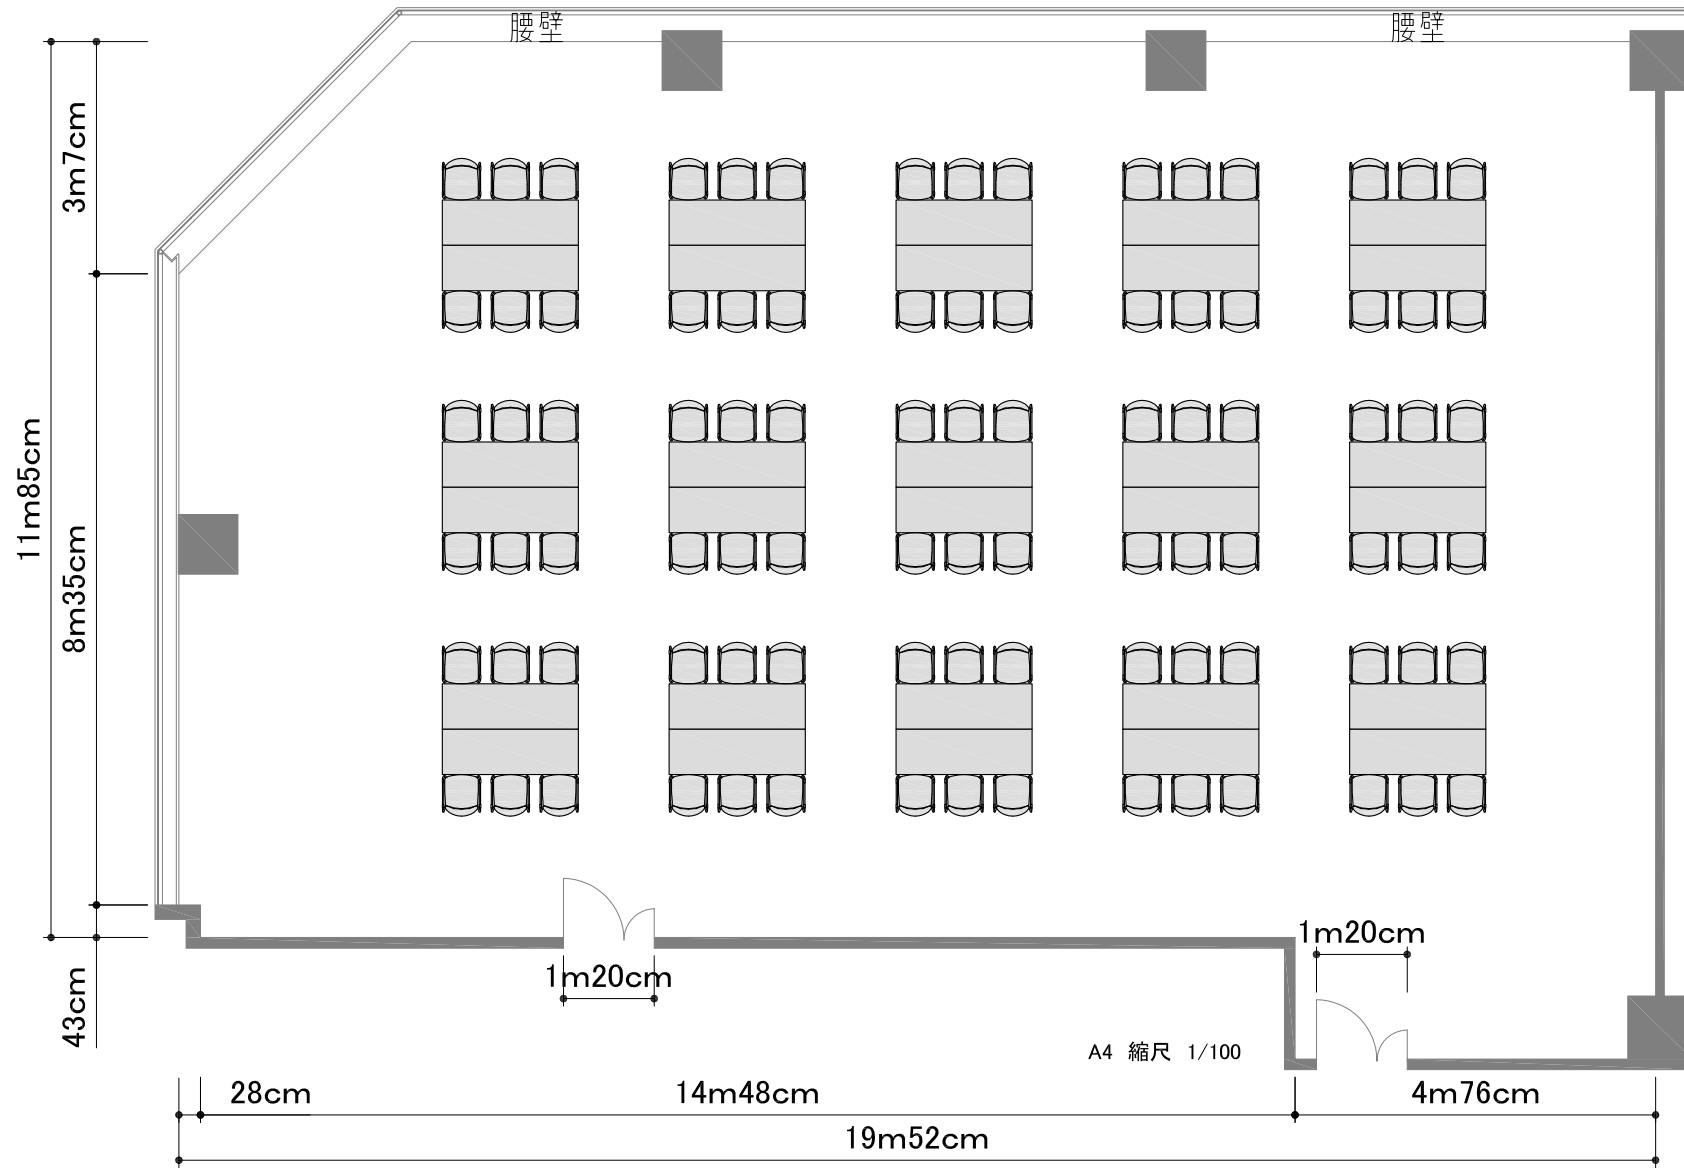 腰壁
腰壁
3m7cm
11m85cm
8m35cm
43cm
1m20cm
1m20cm
A4 縮尺 1/100
28cm
14m48cm
4m76cm
19m52cm